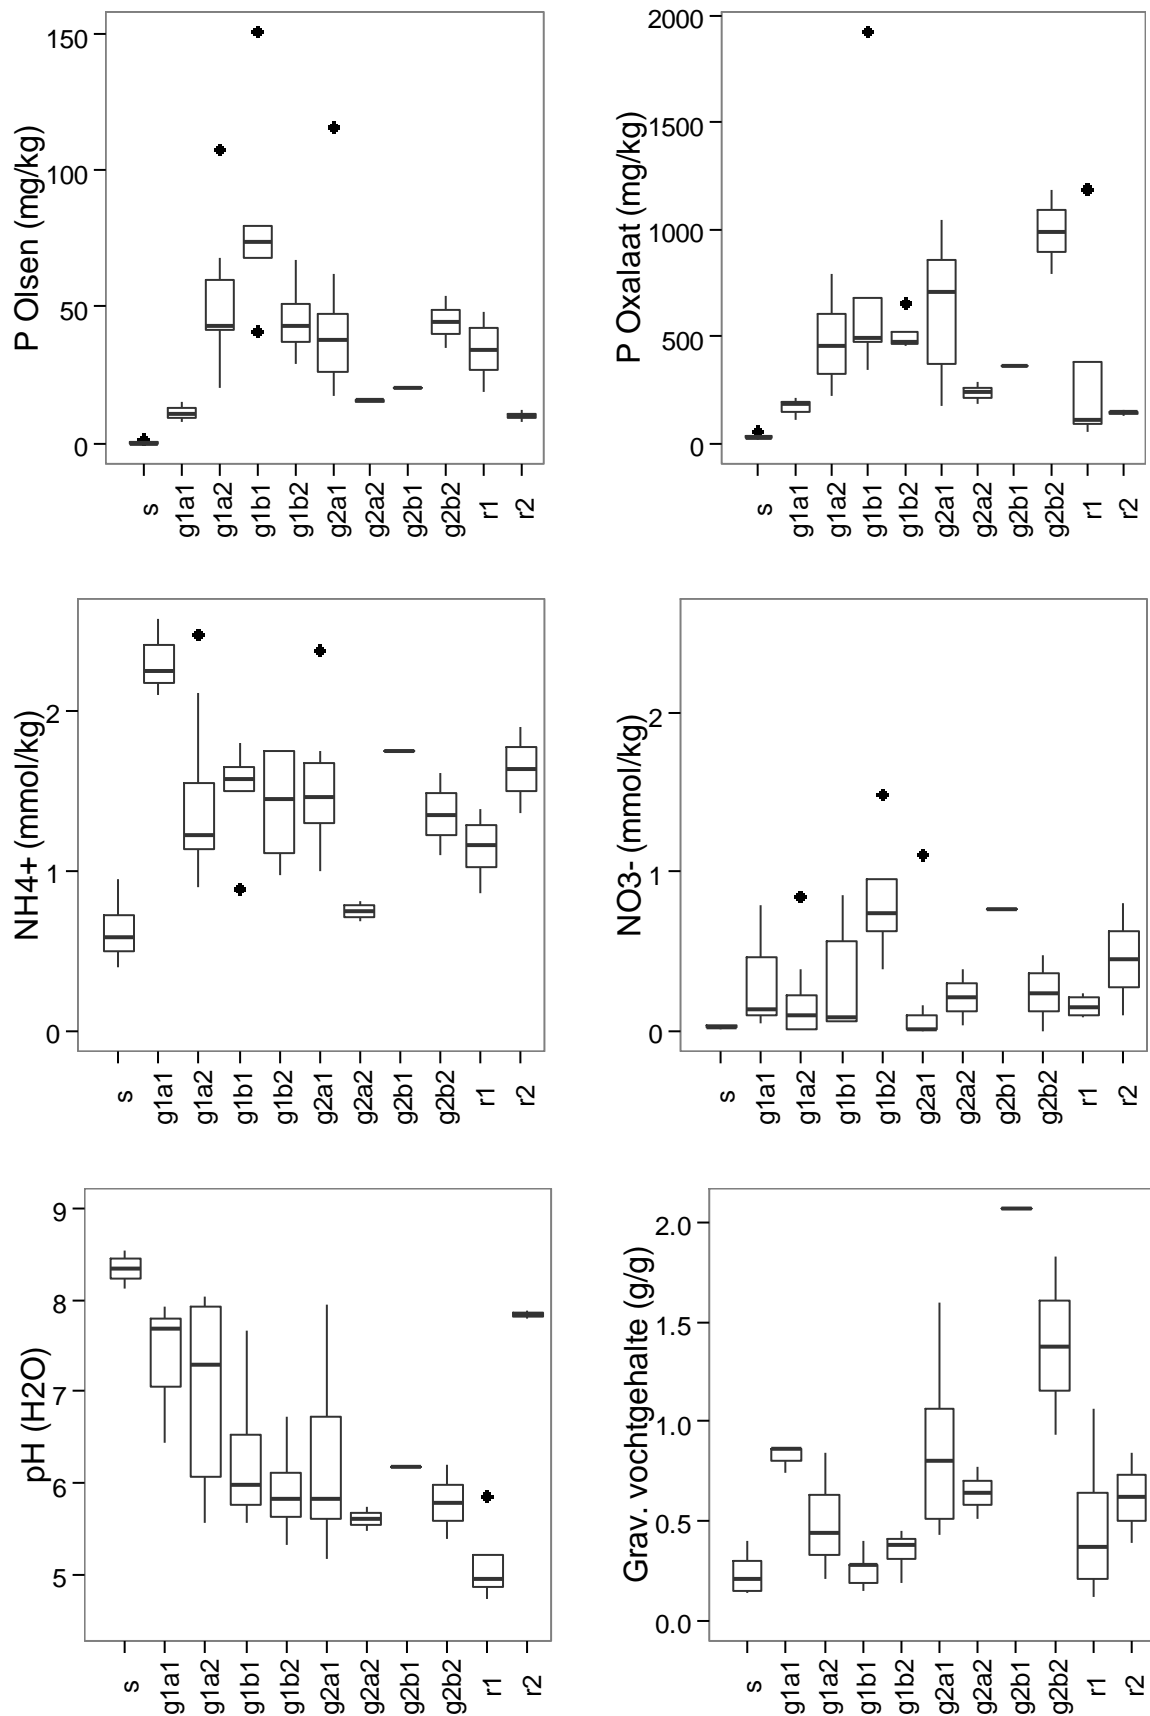 P Olsen (mg/kg)
150
100
50
0
s
g1a1
g1a2
g1b1
g1b2
g2a1
g2a2
g2b1
g2b2
r1
r2
P Oxalaat (mg/kg)
2000
1500
1000
500
0
s
g1a1
g1a2
g1b1
g1b2
g2a1
g2a2
g2b1
g2b2
r1
r2
NH4+ (mmol/kg)
2
1
0
s
g1a1
g1a2
g1b1
g1b2
g2a1
g2a2
g2b1
g2b2
r1
r2
NO3- (mmol/kg)
2
1
0
s
g1a1
g1a2
g1b1
g1b2
g2a1
g2a2
g2b1
g2b2
r1
r2
pH (H2O)
9
8
7
6
5
s
g1a1
g1a2
g1b1
g1b2
g2a1
g2a2
g2b1
g2b2
r1
r2
Grav. vochtgehalte (g/g)
2.0
1.5
1.0
0.5
0.0
s
g1a1
g1a2
g1b1
g1b2
g2a1
g2a2
g2b1
g2b2
r1
r2